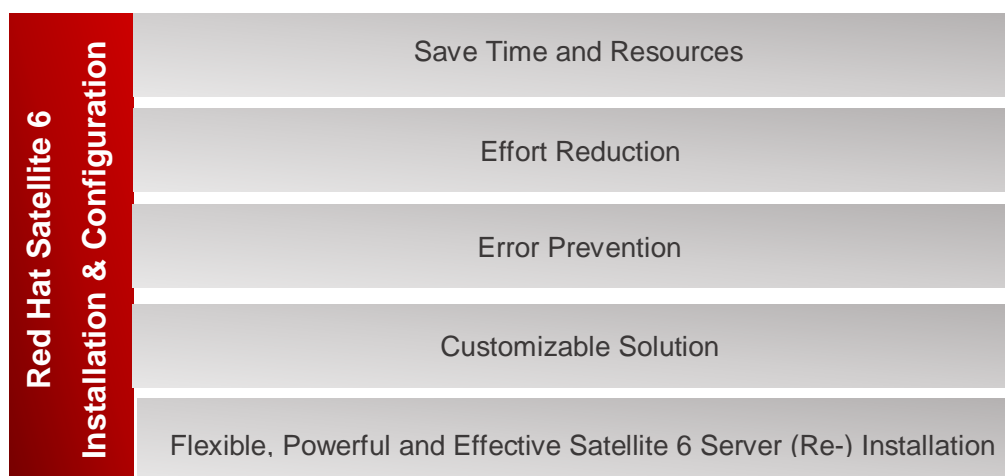 Red Hat Satellite 6
Installation & Configuration
Save Time and Resources
Effort Reduction
Error Prevention
Customizable Solution
Flexible, Powerful and Effective Satellite 6 Server (Re-) Installation